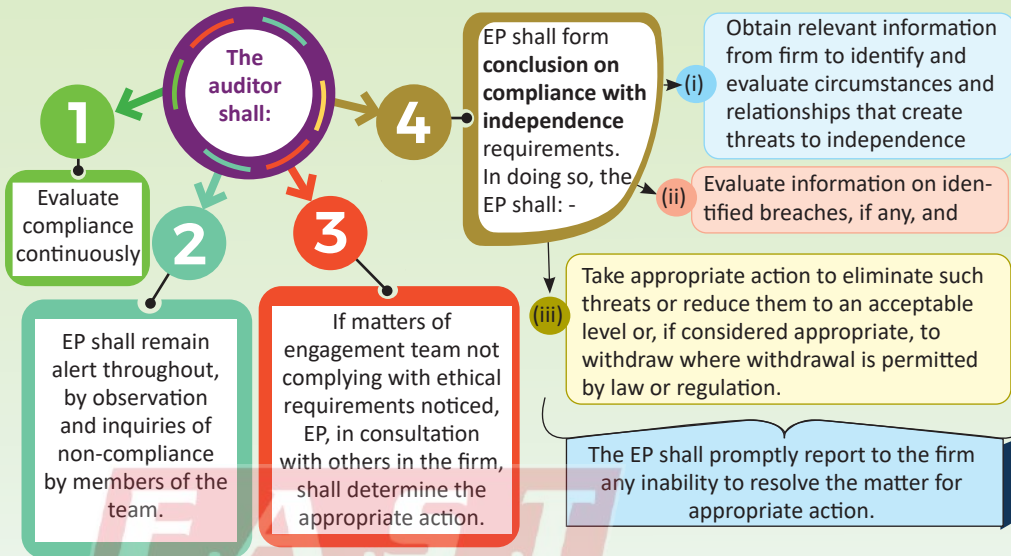 The
auditor
shall:
1
Evaluate
compliance
continuously
2
EP shall remain
alert throughout,
by observation
and inquiries of
non-compliance
by members of the
team.
3
If matters of
engagement team not
complying with ethical
requirements noticed,
EP, in consultation
with others in the firm,
shall determine the
appropriate action.
4
EP shall form
conclusion on
compliance with
independence
requirements.
In doing so, the
EP shall: -
(i)
Obtain relevant information
from firm to identify and
evaluate circumstances and
relationships that create
threats to independence
(ii)
Evaluate information on iden-
tified breaches, if any, and
(iii)
Take appropriate action to eliminate such
threats or reduce them to an acceptable
level or, if considered appropriate, to
withdraw where withdrawal is permitted
by law or regulation.
The EP shall promptly report to the firm
any inability to resolve the matter for
appropriate action.
F.A.S.T